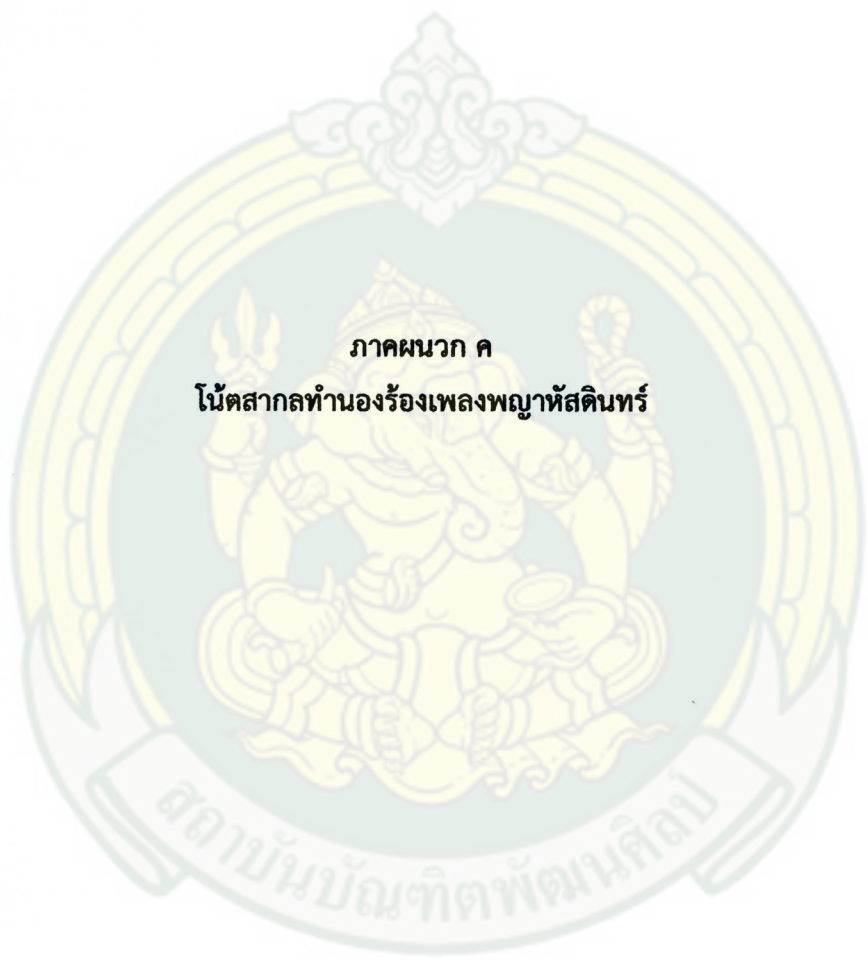 ภาคผนวก ค
โน้ตสากลทำนองร้องเพลงพญาหัสดินทร์
สถาบันบัณฑิตพัฒนศิลป์